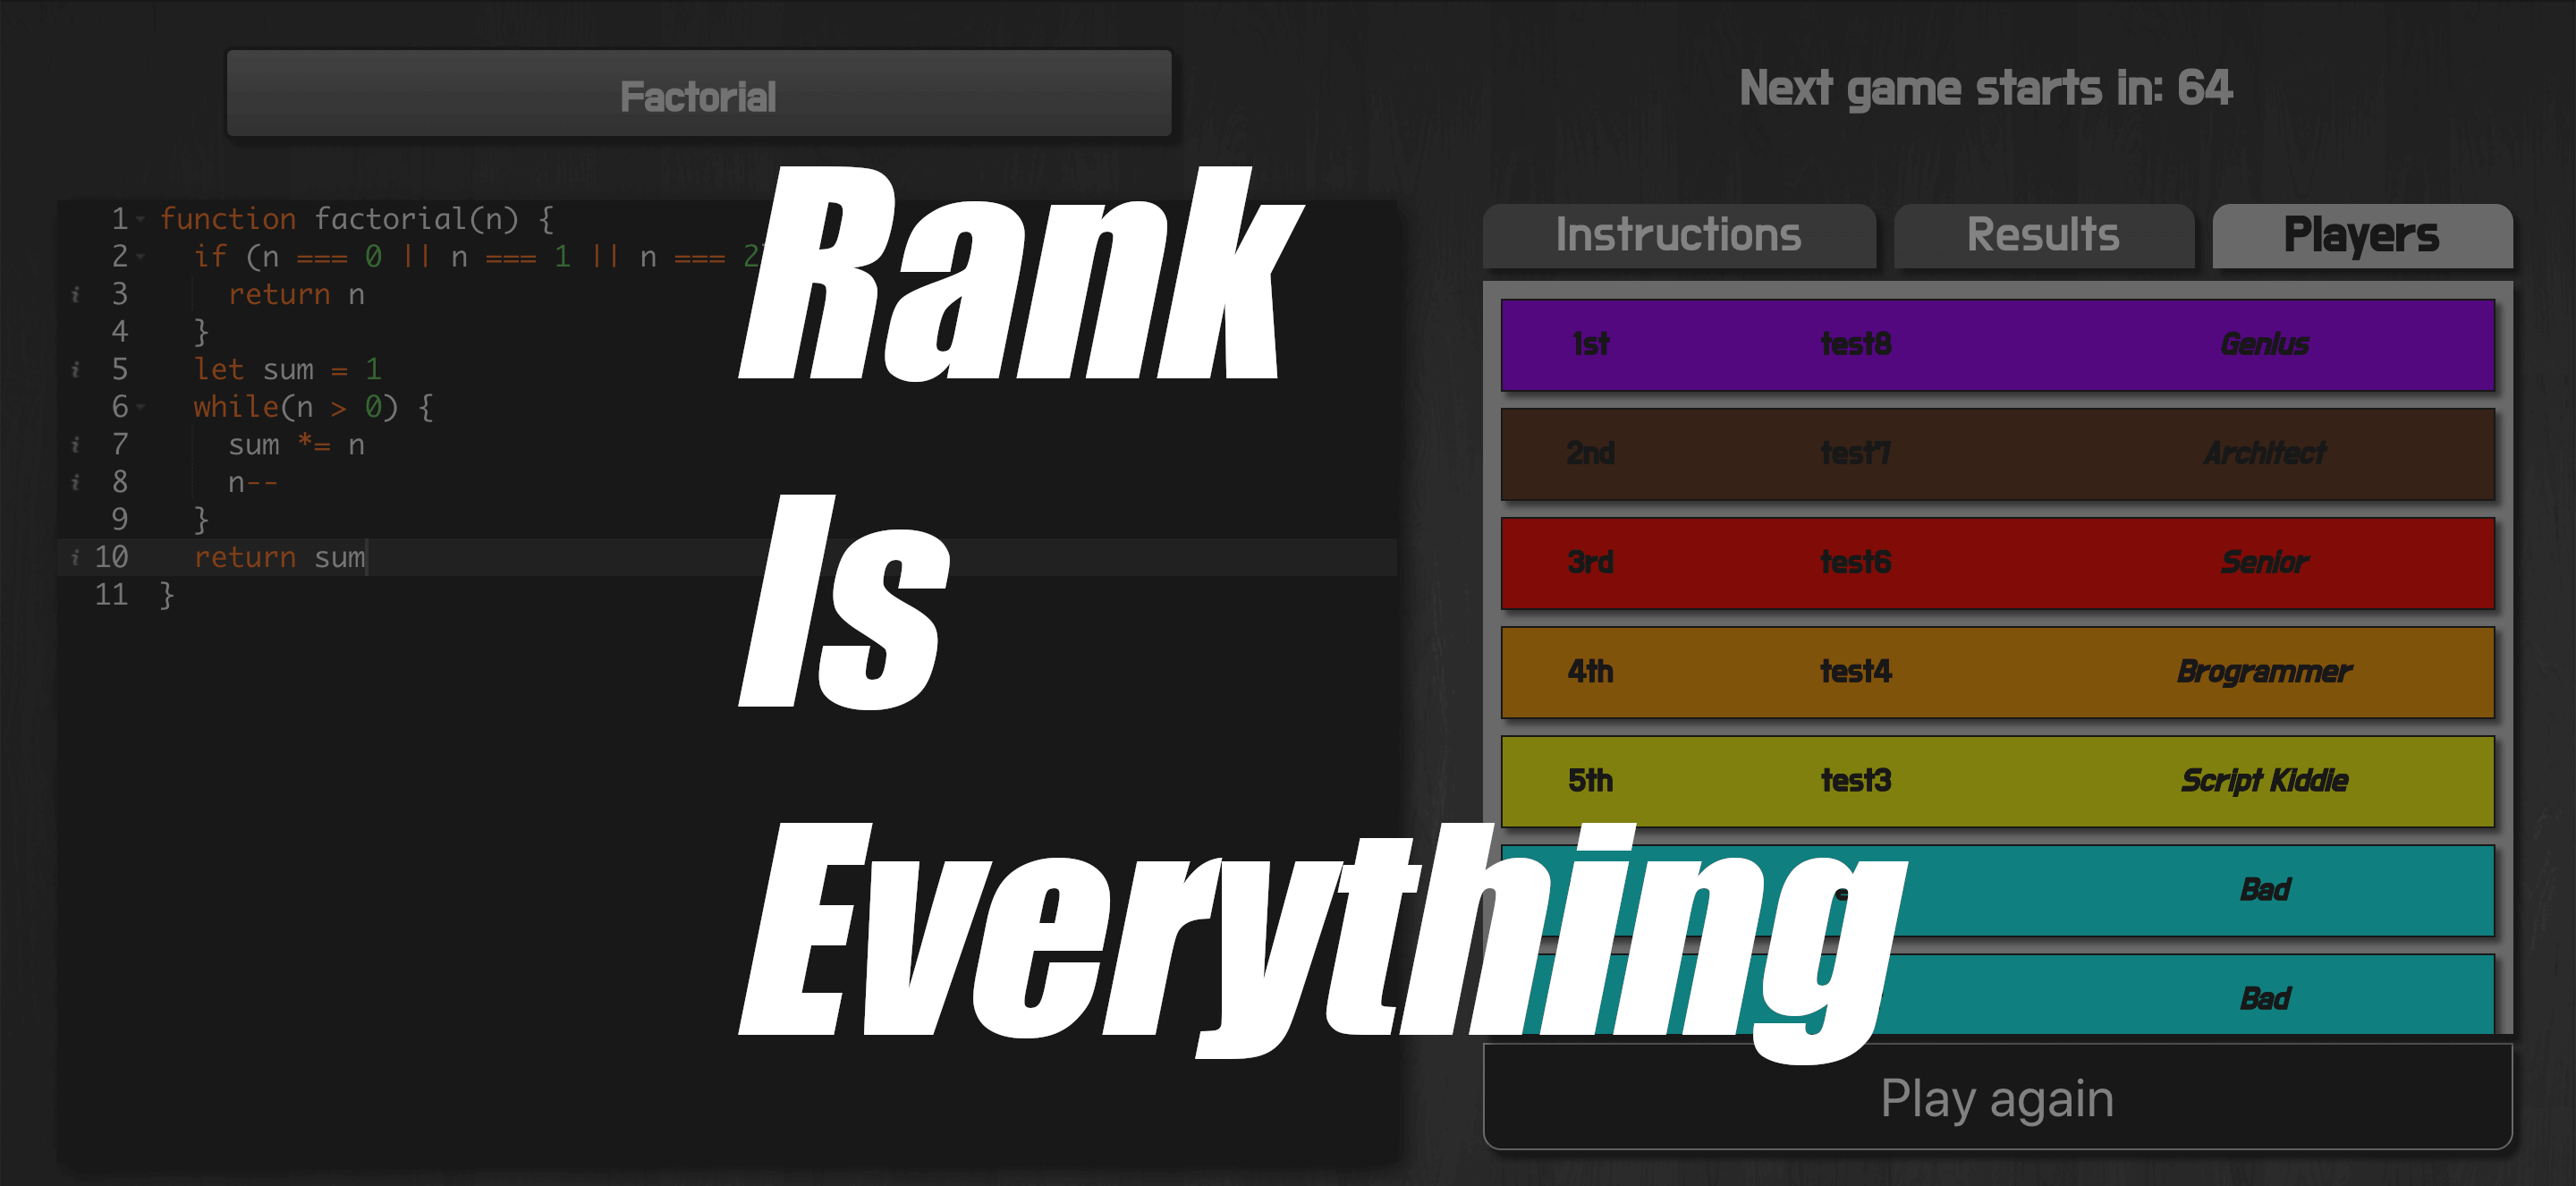 Factorial
Next game starts in: 64
Rank
Is
Everything
1 function factorial(n) {
2 if (n === 0 || n === 1 || n === 2
3 return n
4 }
5 let sum = 1
6 while(n > 0) {
7 sum *= n
8 n--
9 }
10 return sum
11 }
Instructions Results Players
1st test8 Genius
2nd test7 Architect
3rd test6 Senior
4th test4 Brogrammer
5th test3 Script Kiddie
Bad
Bad
Play again